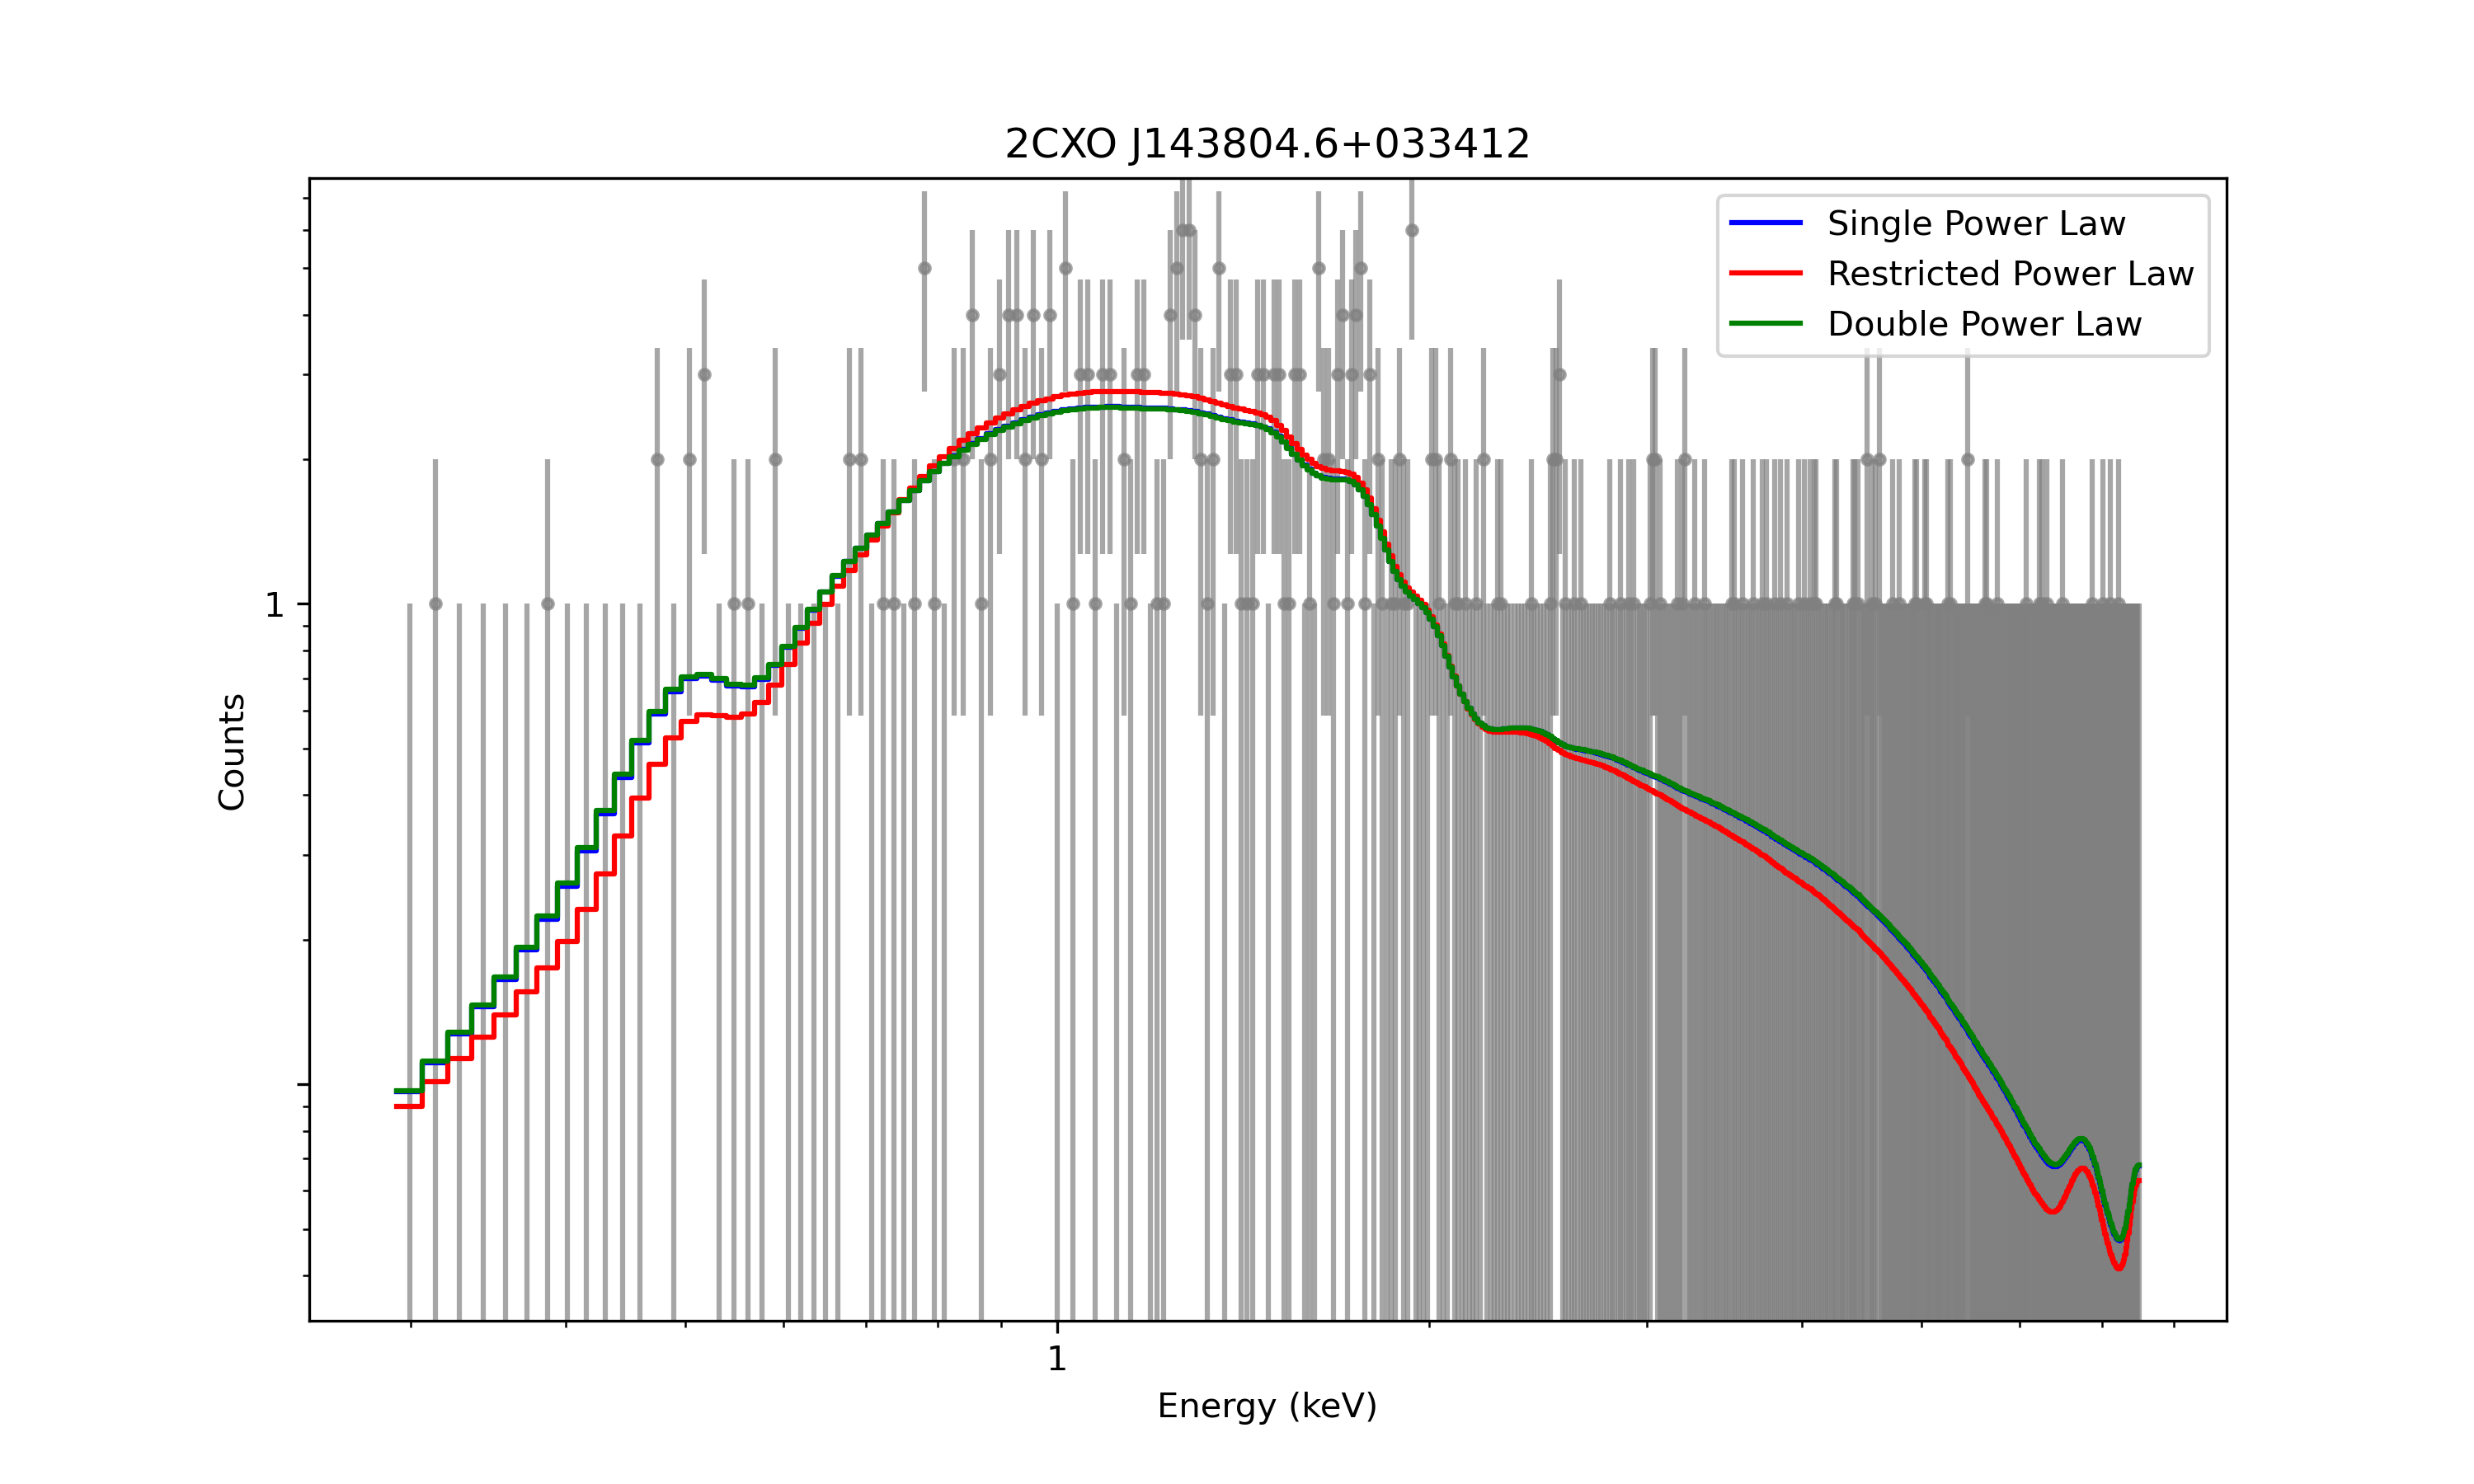 2CXO J143804.6+033412
Single Power Law
Restricted Power Law
Double Power Law
1
Counts
1
Energy (keV)